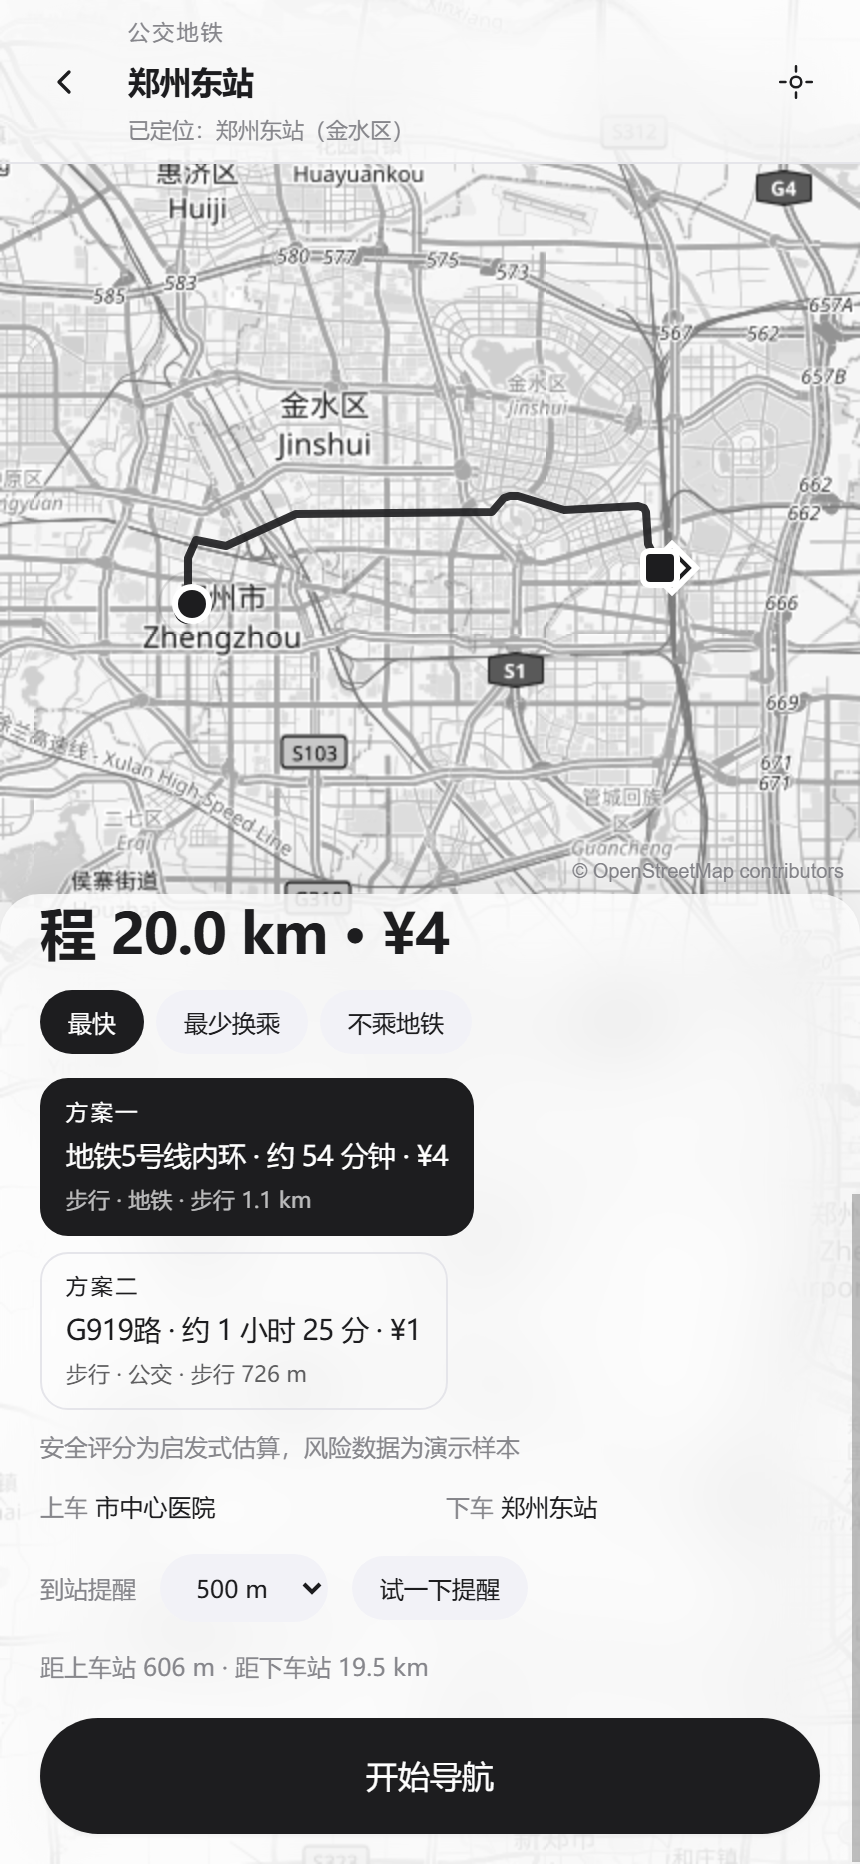 公交地铁
郑州东站
已定位：郑州东站（金水区）
S312
惠济区
Huiji
Huayuankou
G4
580
577
575
573
585
583
567
562
657A
657B
金水区
Jinshui
金水区
Jinshui
662
662
州市
Zhengzhou
666
S1
669
S103
徐兰高速线 - Xulan High-Speed Line
671
671
二七区
Erqi
管城回族
区
Guancheng
侯寨街道
G310
© OpenStreetMap contributors
程 20.0 km • ¥4
最快
最少换乘
不乘地铁
方案一
地铁5号线内环 · 约 54 分钟 · ¥4
步行 · 地铁 · 步行 1.1 km
方案二
G919路 · 约 1 小时 25 分 · ¥1
步行 · 公交 · 步行 726 m
安全评分为启发式估算，风险数据为演示样本
上车 市中心医院
下车 郑州东站
到站提醒
500 m
试一下提醒
距上车站 606 m · 距下车站 19.5 km
开始导航